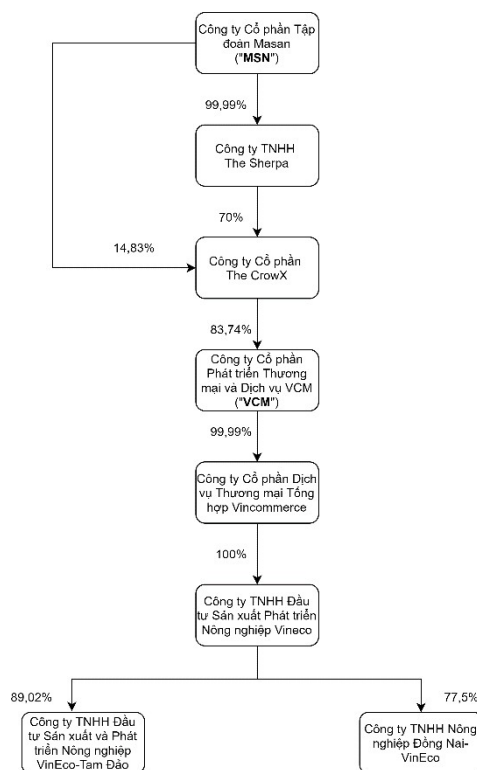 Công ty Cổ phần Tập
đoàn Masan
("MSN")
99,99%
Công ty TNHH
The Sherpa
70%
14,83%
Công ty Cổ phần
The CrowX
83,74%
Công ty Cổ phần
Phát triển Thương
mại và Dịch vụ VCM
("VCM")
99,99%
Công ty Cổ phần Dịch
vụ Thương mại Tổng
hợp Vincommerce
100%
Công ty TNHH Đầu
tư Sản xuất Phát triển
Nông nghiệp Vineco
89,02%
77,5%
Công ty TNHH Đầu
tư Sản xuất và Phát
triển Nông nghiệp
VinEco-Tam Đảo
Công ty TNHH Nông
nghiệp Đồng Nai-
VinEco